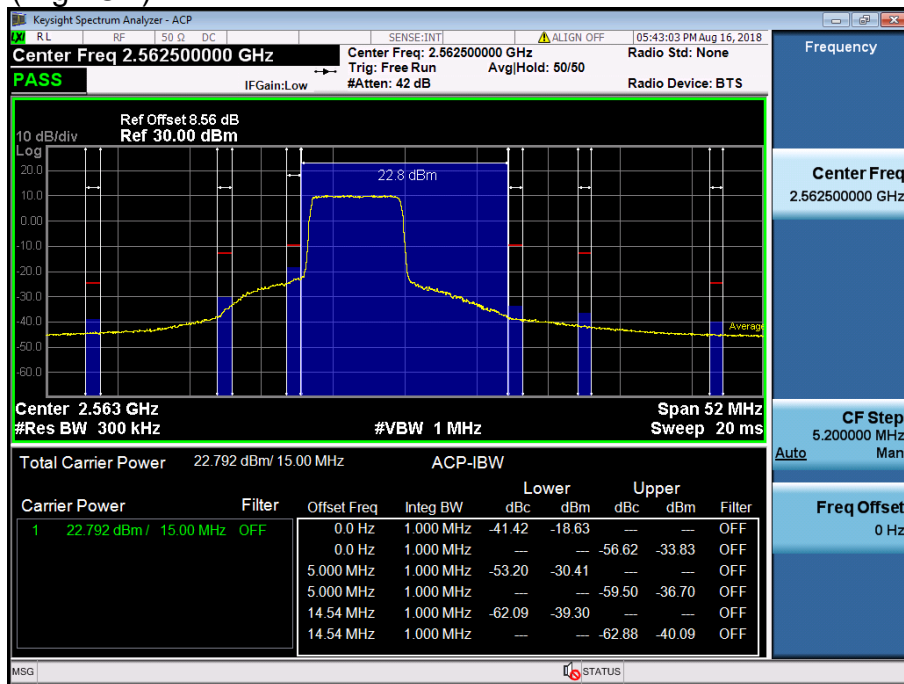 Keysight Spectrum Analyzer - ACP
LXI RL RF 50 Ω DC SENSE:INT ALIGN OFF 05:43:03 PM Aug 16, 2018
Center Freq 2.562500000 GHz
Center Freq: 2.562500000 GHz Radio Std: None
Trig: Free Run Avg|Hold: 50/50
PASS IFGain:Low #Atten: 42 dB Radio Device: BTS
Frequency
Ref Offset 8.56 dB
10 dB/div Ref 30.00 dBm
Log
20.0
10.0
0.00
-10.0
-20.0
-30.0
-40.0
-50.0
-60.0
22.8 dBm
Average
Center 2.563 GHz Span 52 MHz
#Res BW 300 kHz #VBW 1 MHz Sweep 20 ms
Center Freq
2.562500000 GHz
CF Step
5.200000 MHz
Auto Man
Freq Offset
0 Hz
Total Carrier Power 22.792 dBm/ 15.00 MHz ACP-IBW
Lower Upper
Carrier Power Filter Offset Freq Integ BW dBc dBm dBc dBm Filter
1 22.792 dBm / 15.00 MHz OFF 0.0 Hz 1.000 MHz -41.42 -18.63 --- --- OFF
0.0 Hz 1.000 MHz --- --- -56.62 -33.83 OFF
5.000 MHz 1.000 MHz -53.20 -30.41 --- --- OFF
5.000 MHz 1.000 MHz --- --- -59.50 -36.70 OFF
14.54 MHz 1.000 MHz -62.09 -39.30 --- --- OFF
14.54 MHz 1.000 MHz --- --- -62.88 -40.09 OFF
MSG STATUS